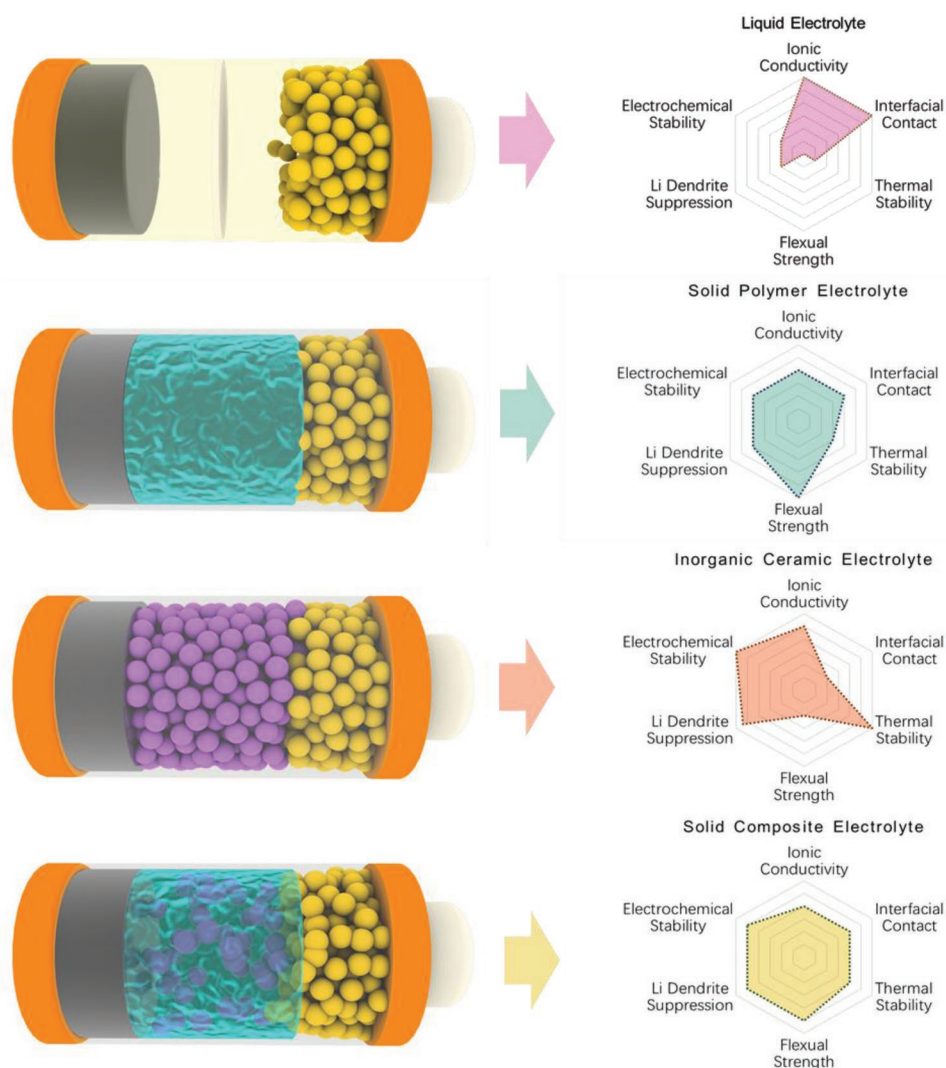 Liquid Electrolyte
Ionic
Conductivity
Electrochemical
Stability
Interfacial
Contact
Li Dendrite
Suppression
Thermal
Stability
Flexual
Strength
Solid Polymer Electrolyte
Ionic
Conductivity
Electrochemical
Stability
Interfacial
Contact
Li Dendrite
Suppression
Thermal
Stability
Flexual
Strength
Inorganic Ceramic Electrolyte
Ionic
Conductivity
Electrochemical
Stability
Interfacial
Contact
Li Dendrite
Suppression
Thermal
Stability
Flexual
Strength
Solid Composite Electrolyte
Ionic
Conductivity
Electrochemical
Stability
Interfacial
Contact
Li Dendrite
Suppression
Thermal
Stability
Flexual
Strength